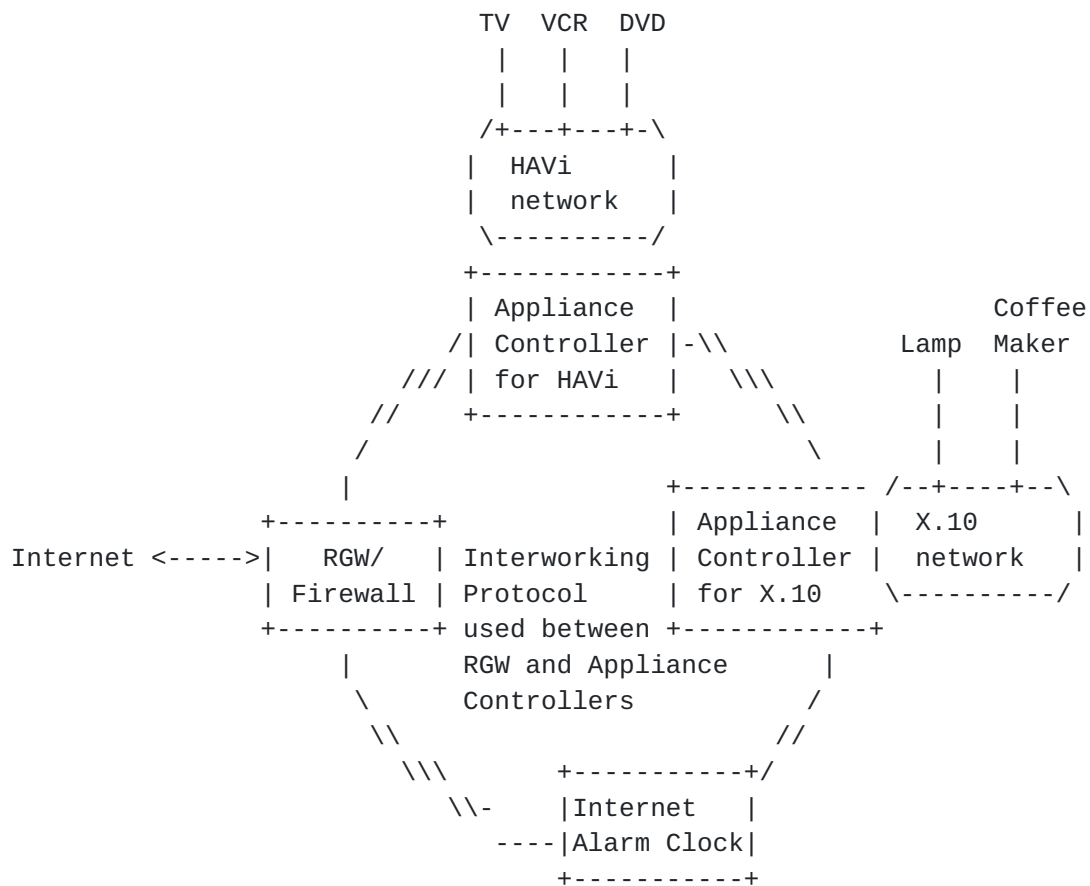 TV VCR DVD
HAVi
network
Appliance
Controller
for HAVi
Coffee
Lamp Maker
Appliance
Controller
for X.10
X.10
network
Internet <----->
RGW/
Firewall
Interworking
Protocol
used between
RGW and Appliance
Controllers
Internet
Alarm Clock